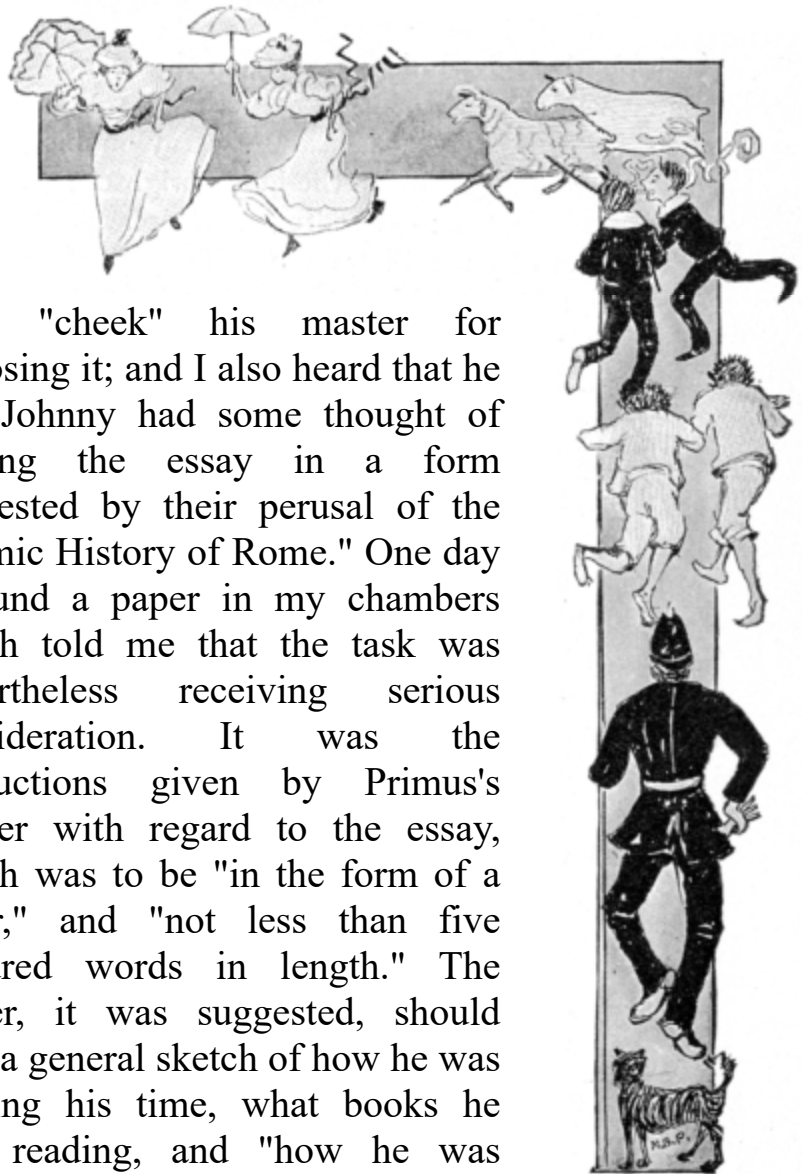 "cheek" his master for
osing it; and I also heard that he
Johnny had some thought of
ng the essay in a form
ested by their perusal of the
mic History of Rome." One day
und a paper in my chambers
h told me that the task was
rtheless receiving serious
ideration. It was the
uctions given by Primus's
er with regard to the essay,
h was to be "in the form of a
," and "not less than five
red words in length." The
er, it was suggested, should
a general sketch of how he was
ing his time, what books he
reading, and "how he was